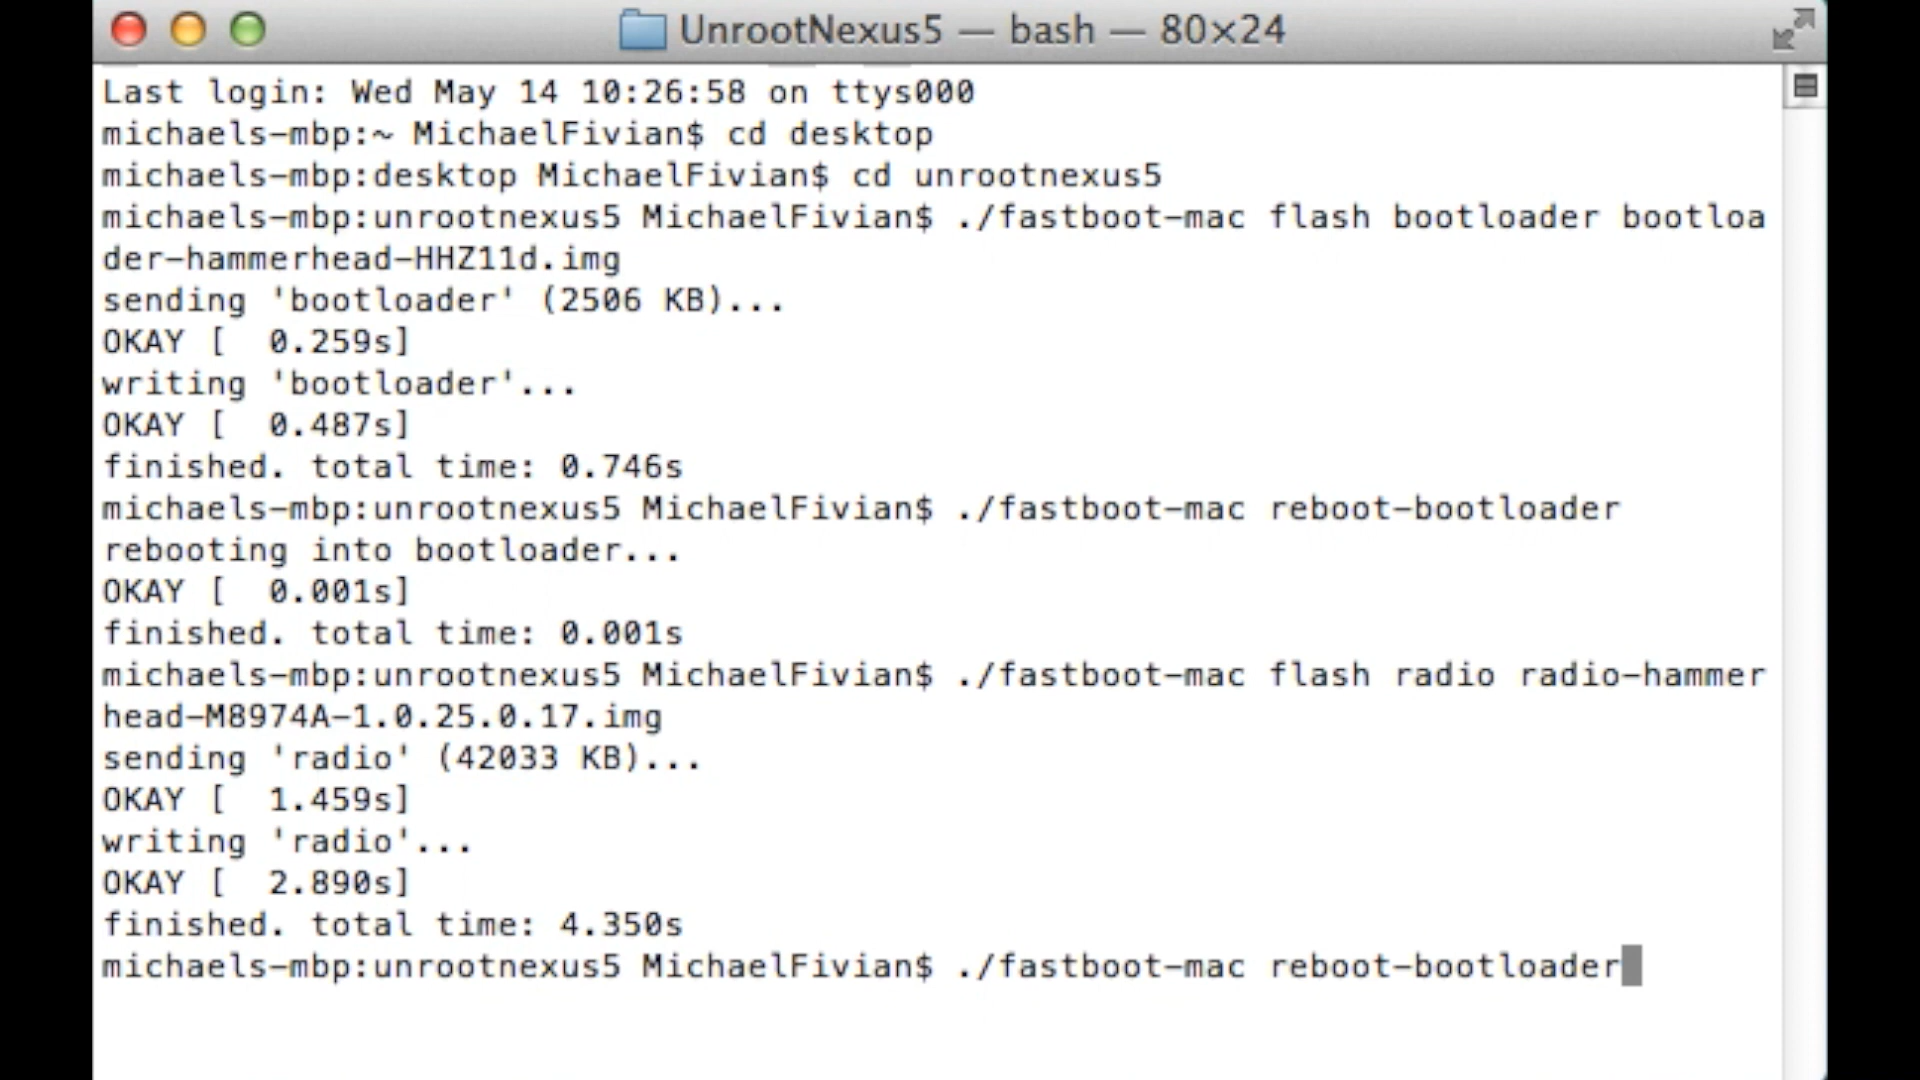 UnrootNexus5 — bash — 80×24
Last login: Wed May 14 10:26:58 on ttys000
michaels-mbp:~ MichaelFivian$ cd desktop
michaels-mbp:desktop MichaelFivian$ cd unrootnexus5
michaels-mbp:unrootnexus5 MichaelFivian$ ./fastboot-mac flash bootloader bootloa
der-hammerhead-HHZ11d.img
sending 'bootloader' (2506 KB)...
OKAY [  0.259s]
writing 'bootloader'...
OKAY [  0.487s]
finished. total time: 0.746s
michaels-mbp:unrootnexus5 MichaelFivian$ ./fastboot-mac reboot-bootloader
rebooting into bootloader...
OKAY [  0.001s]
finished. total time: 0.001s
michaels-mbp:unrootnexus5 MichaelFivian$ ./fastboot-mac flash radio radio-hammer
head-M8974A-1.0.25.0.17.img
sending 'radio' (42033 KB)...
OKAY [  1.459s]
writing 'radio'...
OKAY [  2.890s]
finished. total time: 4.350s
michaels-mbp:unrootnexus5 MichaelFivian$ ./fastboot-mac reboot-bootloader